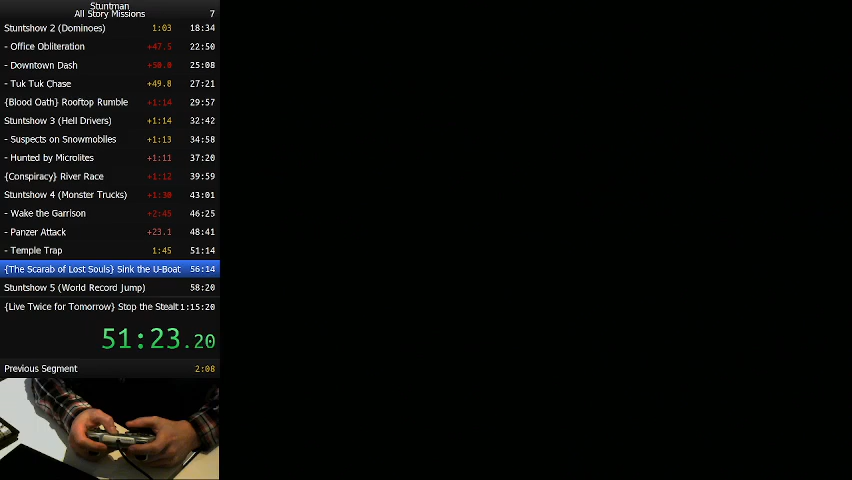 Stuntman
All Story Missions 7
Stuntshow 2 (Dominoes) 1:03 18:34
- Office Obliteration +47.5 22:50
- Downtown Dash +50.0 25:08
- Tuk Tuk Chase +49.8 27:21
{Blood Oath} Rooftop Rumble +1:14 29:57
Stuntshow 3 (Hell Drivers) +1:14 32:42
- Suspects on Snowmobiles +1:13 34:58
- Hunted by Microlites +1:11 37:20
{Conspiracy} River Race +1:12 39:59
Stuntshow 4 (Monster Trucks) +1:30 43:01
- Wake the Garrison +2:45 46:25
- Panzer Attack +23.1 48:41
- Temple Trap 1:45 51:14
{The Scarab of Lost Souls} Sink the U-Boat 56:14
Stuntshow 5 (World Record Jump) 58:20
{Live Twice for Tomorrow} Stop the Stealt 1:15:20
51:23.20
Previous Segment 2:08